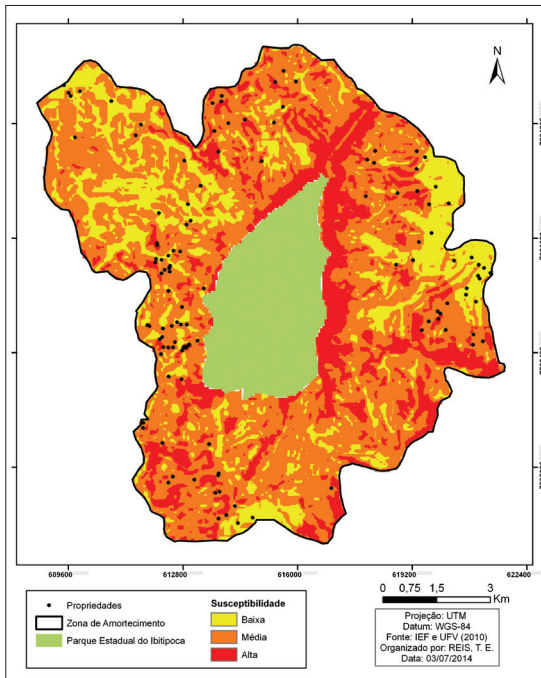 N
609600
612800
616000
619200
622400
0 0,75 1,5 3
Km
Propriedades
Zona de Amortecimento
Parque Estadual do Ibitipoca
Susceptibilidade
Baixa
Média
Alta
Projeção: UTM
Datum: WGS-84
Fonte: IEF e UFV (2010)
Organizado por: REIS, T. E.
Data: 03/07/2014